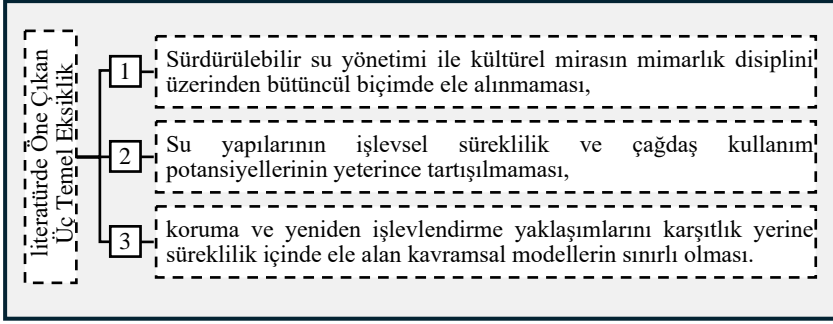 literatürde Öne Çıkan
Üç Temel Eksiklik
1
Sürdürülebilir su yönetimi ile kültürel mirasın mimarlık disiplini
üzerinden bütüncül biçimde ele alınmaması,
2
Su yapılarının işlevsel süreklilik ve çağdaş kullanım
potansiyellerinin yeterince tartışılmaması,
3
koruma ve yeniden işlevlendirme yaklaşımlarını karşıtlık yerine
süreklilik içinde ele alan kavramsal modellerin sınırlı olması.